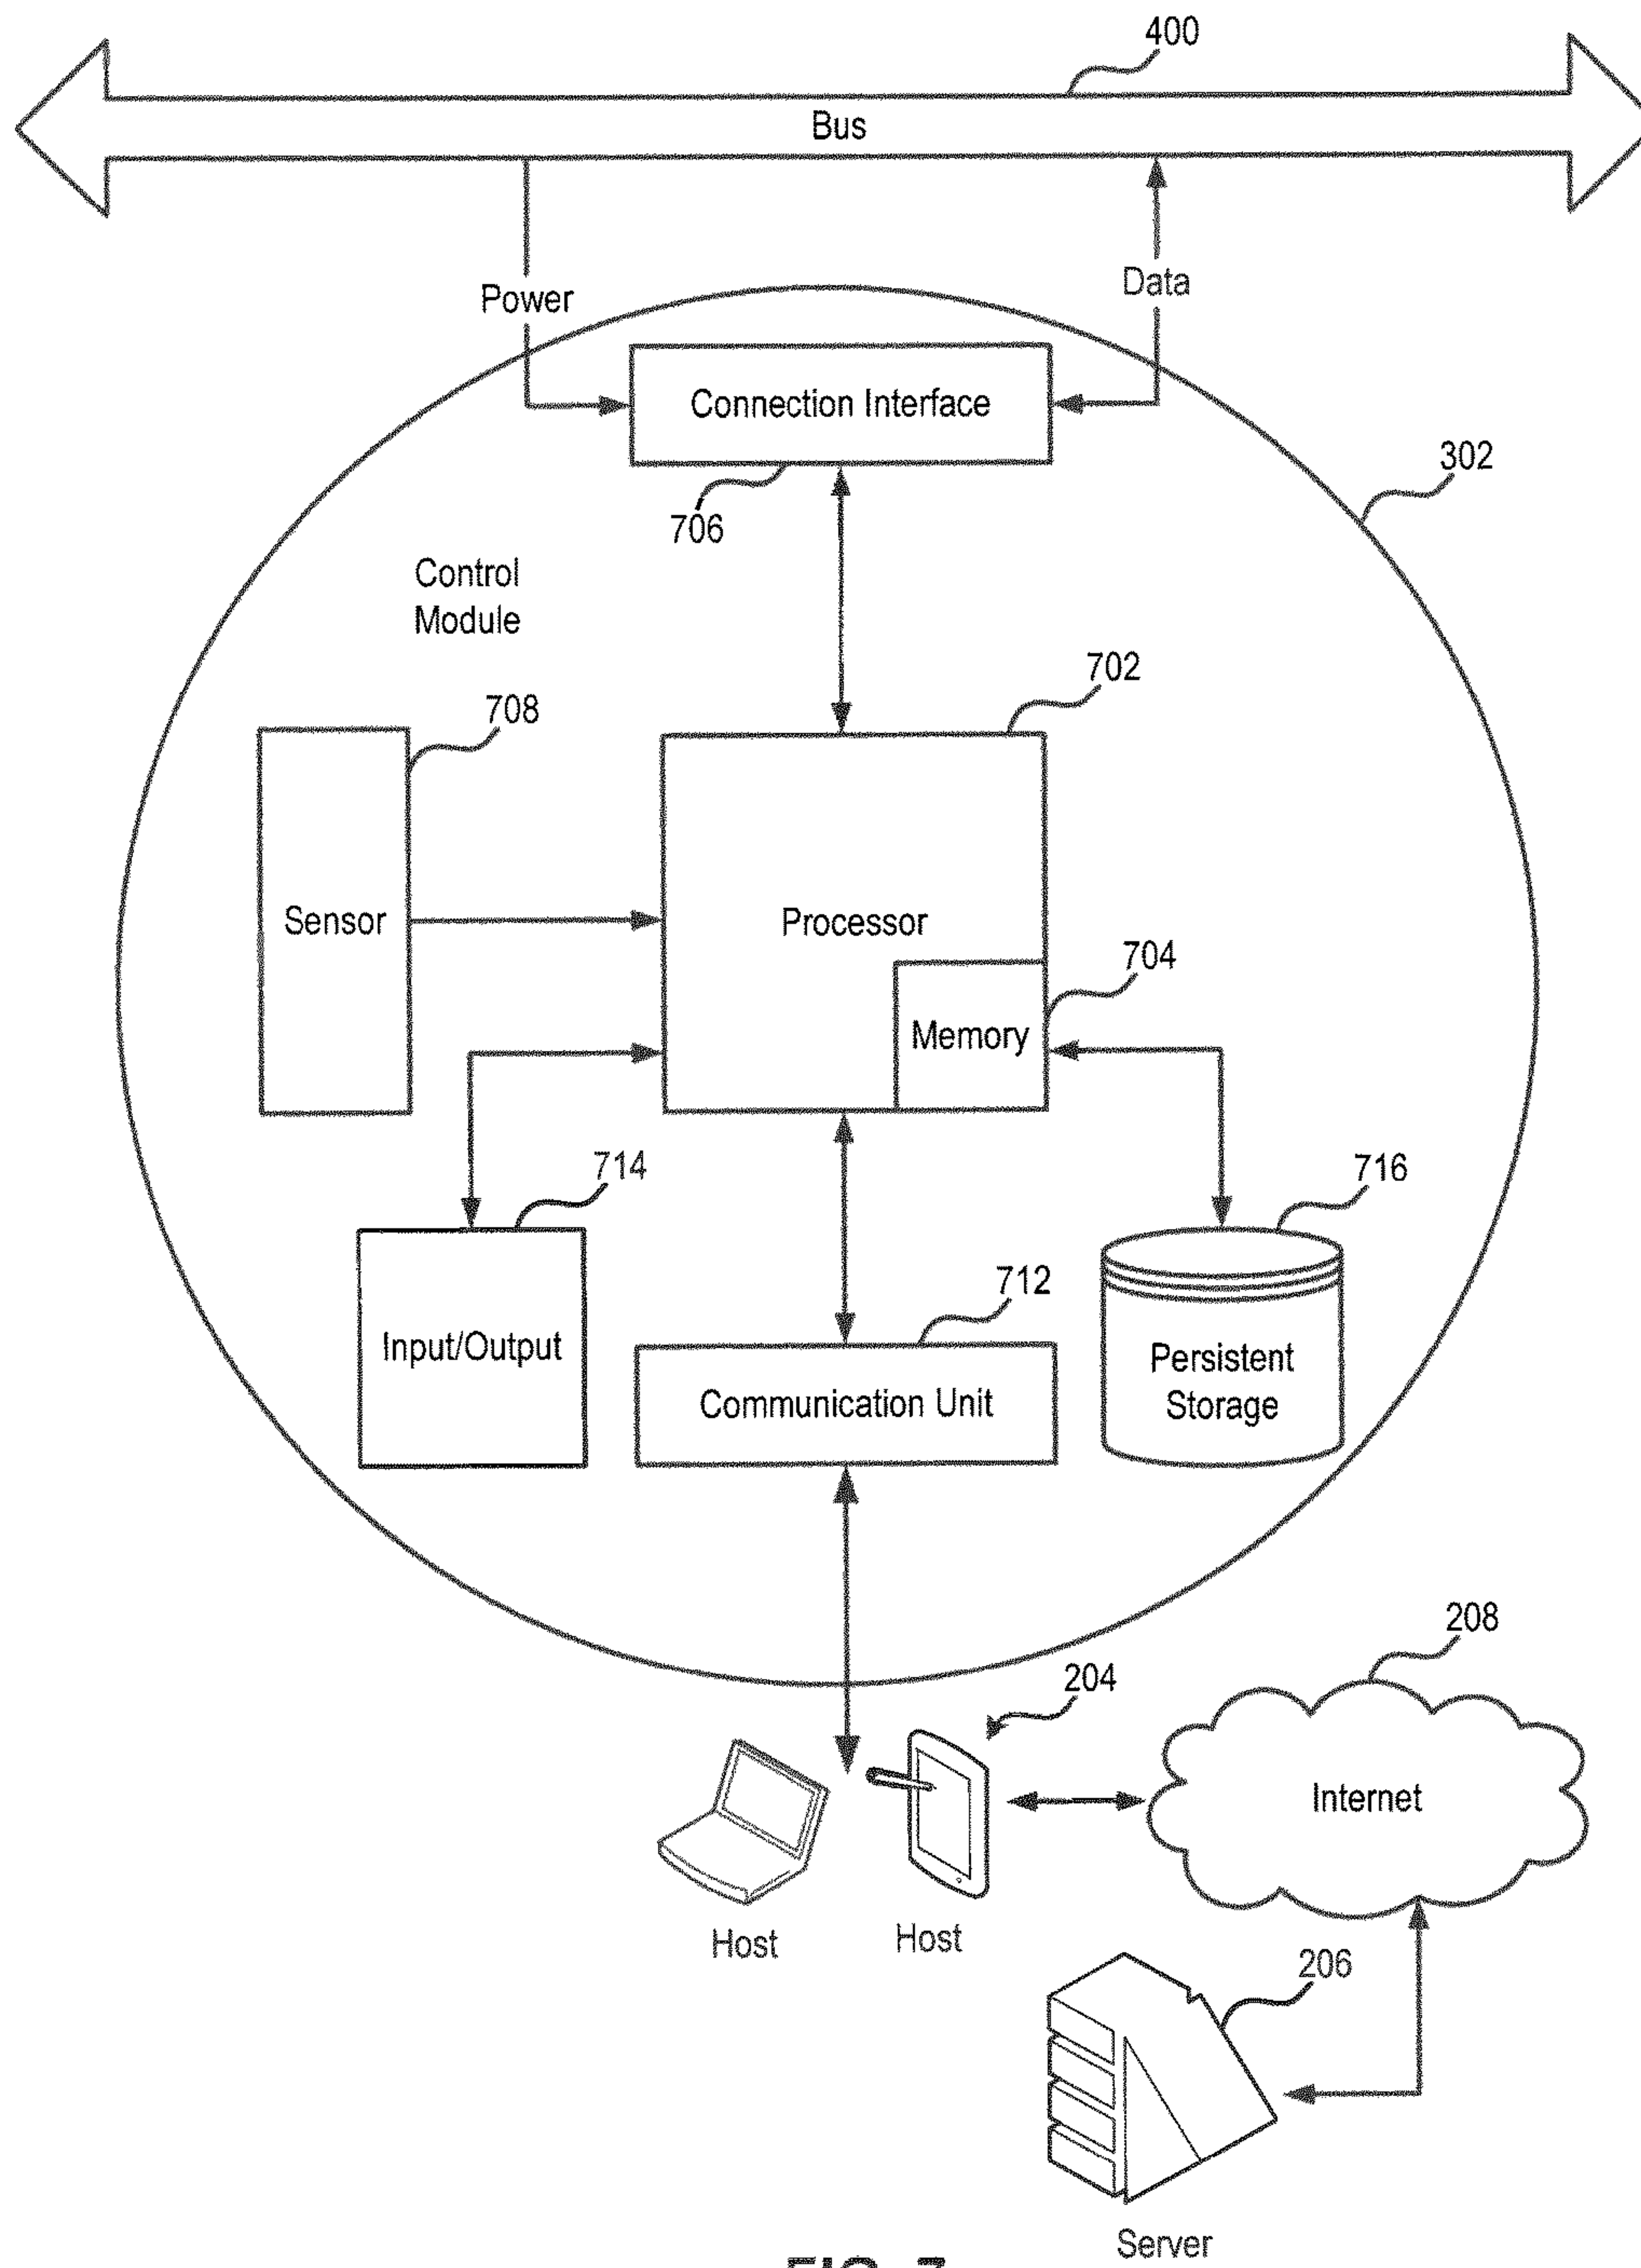 400
Bus
Power
Data
Connection Interface
302
706
Control
Module
702
708
Sensor
Processor
704
Memory
714
716
712
Input/Output
Persistent
Storage
Communication Unit
208
204
Internet
Host
Host
206
Server